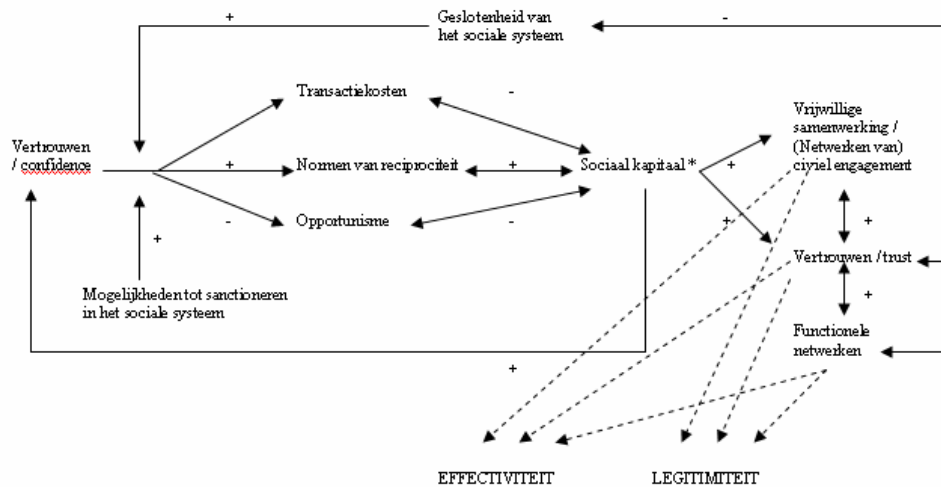 +
Geslotenheid van
het sociale systeem
-
Transactiekosten
-
Vertrouwen
/ confidence
-
+
Normen van reciprociteit
+
Sociaal kapitaal *
+
Vrijwillige
samenwerking /
(Netwerken van)
civiel engagement
-
Opportunisme
-
+
+
+
Vertrouwen / trust
Mogelijkheden tot sanctioneren
in het sociale systeem
+
Functionele
netwerken
+
EFFECTIVITEIT
LEGITIMITEIT